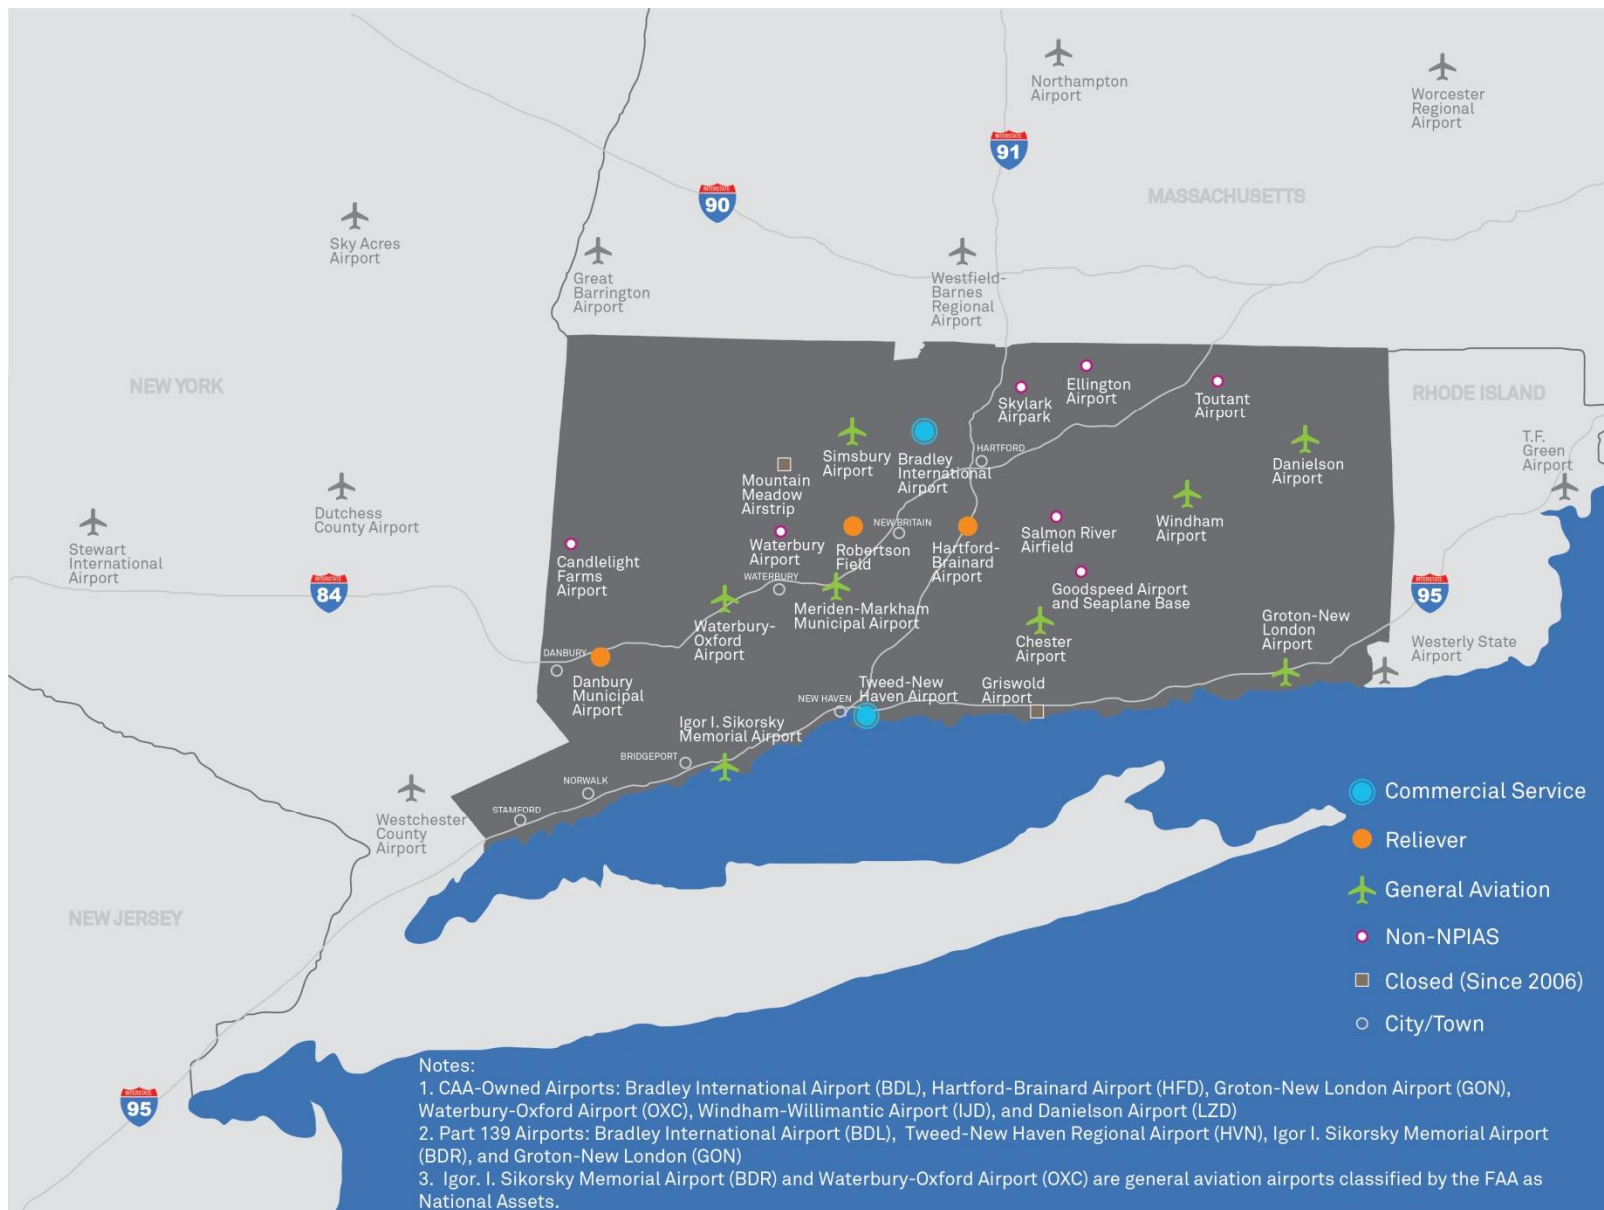 Northampton
Airport
Worcester
Regional
Airport
INTERSTATE
91
INTERSTATE
90
MASSACHUSETTS
Sky Acres
Airport
Great
Barrington
Airport
Westfield-
Barnes
Regional
Airport
NEW YORK
RHODE ISLAND
Ellington
Airport
Skylark
Airpark
Toutant
Airport
T.F.
Green
Airport
Simsbury
Airport
Bradley
International
Airport
HARTFORD
Danielson
Airport
Mountain
Meadow
Airstrip
Dutchess
County Airport
Stewart
International
Airport
Windham
Airport
NEW BRITAIN
Salmon River
Airfield
Waterbury
Airport
Robertson
Field
Hartford-
Brainard
Airport
Candlelight
Farms
Airport
WATERBURY
INTERSTATE
84
INTERSTATE
95
Goodspeed Airport
and Seaplane Base
Meriden-Markham
Municipal Airport
Waterbury-
Oxford
Airport
Groton-New
London
Airport
Chester
Airport
Westerly State
Airport
DANBURY
Danbury
Municipal
Airport
Tweed-New
Haven Airport
Griswold
Airport
NEW HAVEN
Igor I. Sikorsky
Memorial Airport
BRIDGEPORT
NORWALK
STAMFORD
Westchester
County
Airport
NEW JERSEY
INTERSTATE
95
Commercial Service
Reliever
General Aviation
Non-NPIAS
Closed (Since 2006)
City/Town
Notes:
1. CAA-Owned Airports: Bradley International Airport (BDL), Hartford-Brainard Airport (HFD), Groton-New London Airport (GON),
Waterbury-Oxford Airport (OXC), Windham-Willimantic Airport (IJD), and Danielson Airport (LZD)
2. Part 139 Airports: Bradley International Airport (BDL), Tweed-New Haven Regional Airport (HVN), Igor I. Sikorsky Memorial Airport
(BDR), and Groton-New London (GON)
3. Igor. I. Sikorsky Memorial Airport (BDR) and Waterbury-Oxford Airport (OXC) are general aviation airports classified by the FAA as
National Assets.